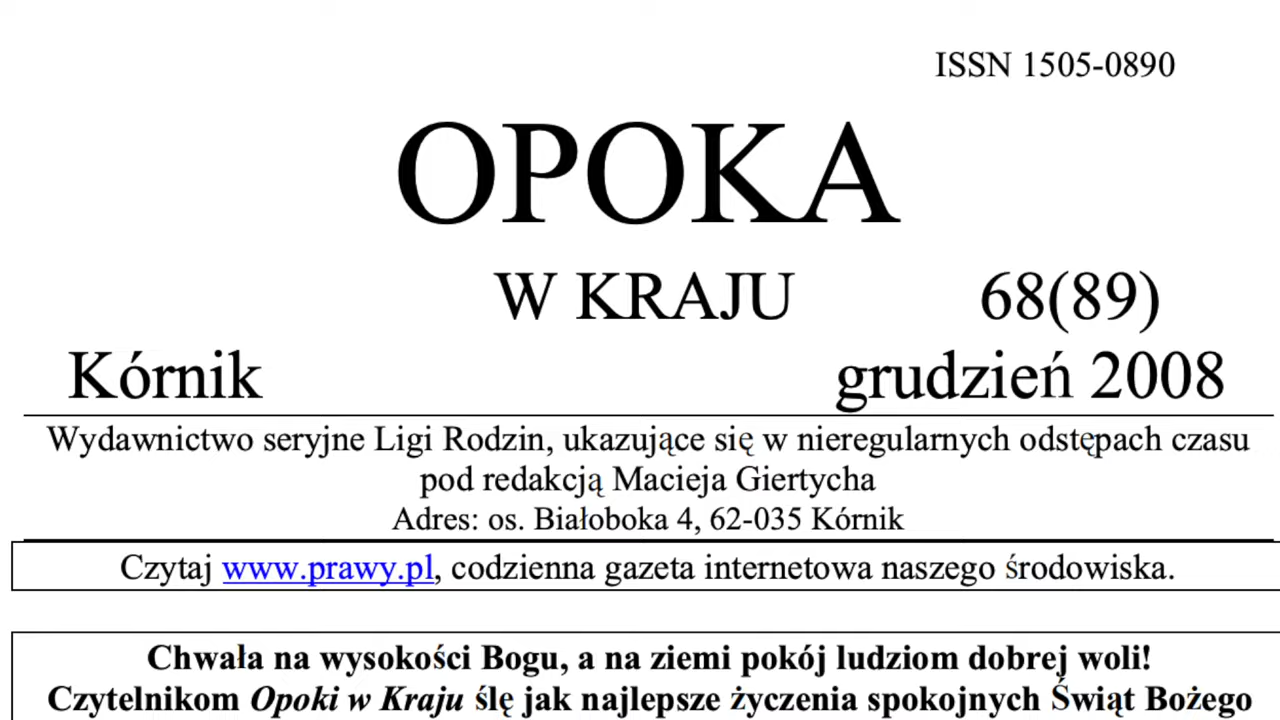 ISSN 1505-0890
OPOKA
W KRAJU 68(89)
Kórnik grudzień 2008
Wydawnictwo seryjne Ligi Rodzin, ukazujące się w nieregularnych odstępach czasu
pod redakcją Macieja Giertycha
Adres: os. Białoboka 4, 62-035 Kórnik
Czytaj www.prawy.pl, codzienna gazeta internetowa naszego środowiska.
Chwała na wysokości Bogu, a na ziemi pokój ludziom dobrej woli!
Czytelnikom Opoki w Kraju ślę jak najlepsze życzenia spokojnych Świąt Bożego